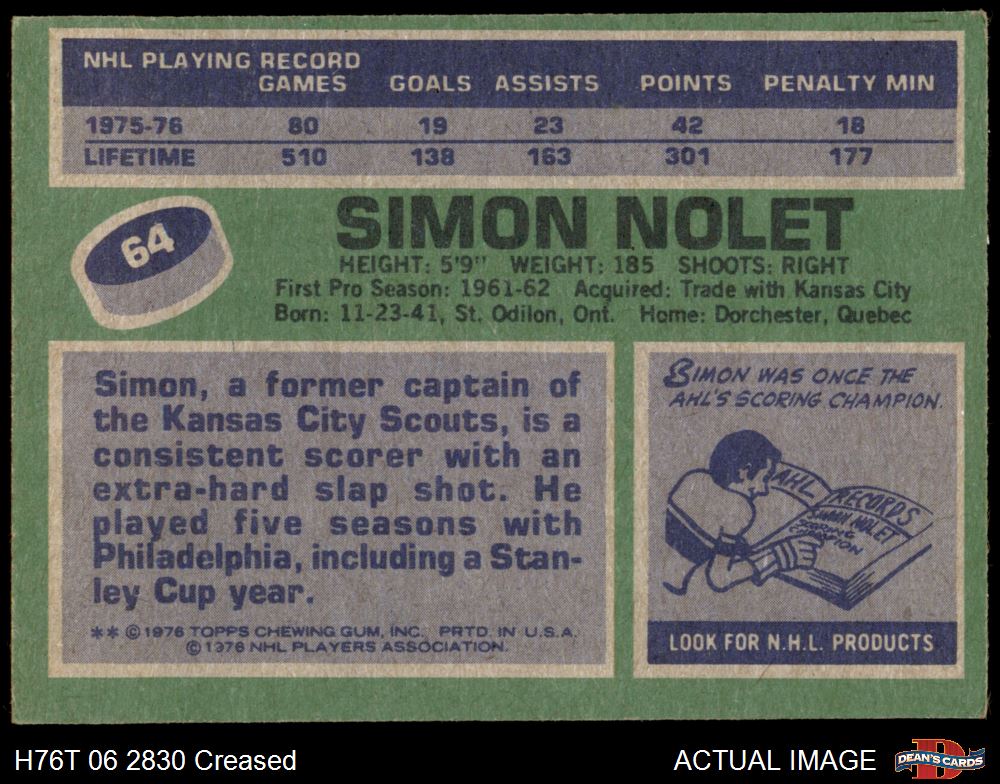 NHL PLAYING RECORD
GAMES GOALS ASSISTS POINTS PENALTY MIN
1975-76 80 19 23 42 18
LIFETIME 510 138 163 301 177
64
SIMON NOLET
HEIGHT: 5'9" WEIGHT: 185 SHOOTS: RIGHT
First Pro Season: 1961-62 Acquired: Trade with Kansas City
Born: 11-23-41, St. Odilon, Ont. Home: Dorchester, Quebec
Simon, a former captain of
the Kansas City Scouts, is a
consistent scorer with an
extra-hard slap shot. He
played five seasons with
Philadelphia, including a Stan-
ley Cup year.
** © 1976 TOPPS CHEWING GUM, INC. PRTD. IN U.S.A.
© 1976 NHL PLAYERS ASSOCIATION.
SIMON WAS ONCE THE
AHL'S SCORING CHAMPION.
AHL RECORDS
SIMON NOLET
SCORING
CHAMPION
LOOK FOR N.H.L. PRODUCTS
H76T 06 2830 Creased
ACTUAL IMAGE
D
DEAN'S CARDS